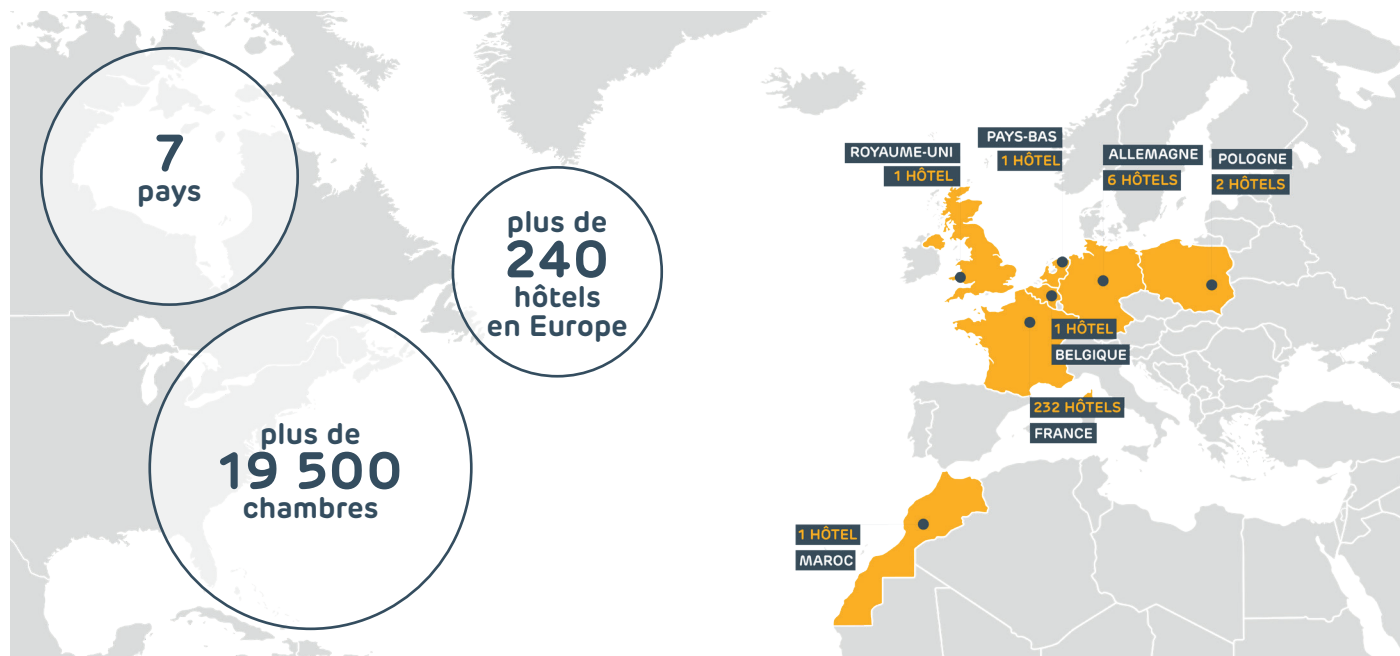 7
pays
plus de
240
hôtels
en Europe
plus de
19 500
chambres
ROYAUME-UNI
1 HÔTEL
PAYS-BAS
1 HÔTEL
ALLEMAGNE
6 HÔTELS
POLOGNE
2 HÔTELS
1 HÔTEL
BELGIQUE
232 HÔTELS
FRANCE
1 HÔTEL
MAROC